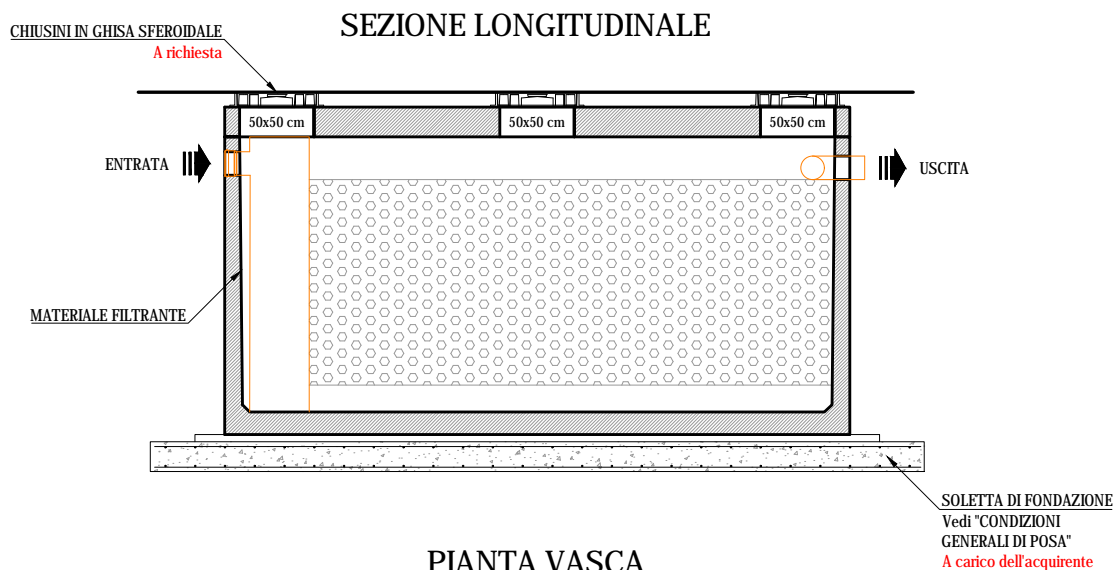 SEZIONE LONGITUDINALE
CHIUSINI IN GHISA SFEROIDALE
A richiesta
50x50 cm
50x50 cm
50x50 cm
ENTRATA
USCITA
MATERIALE FILTRANTE
SOLETTA DI FONDAZIONE
Vedi "CONDIZIONI
GENERALI DI POSA"
A carico dell'acquirente
PIANTA VASCA